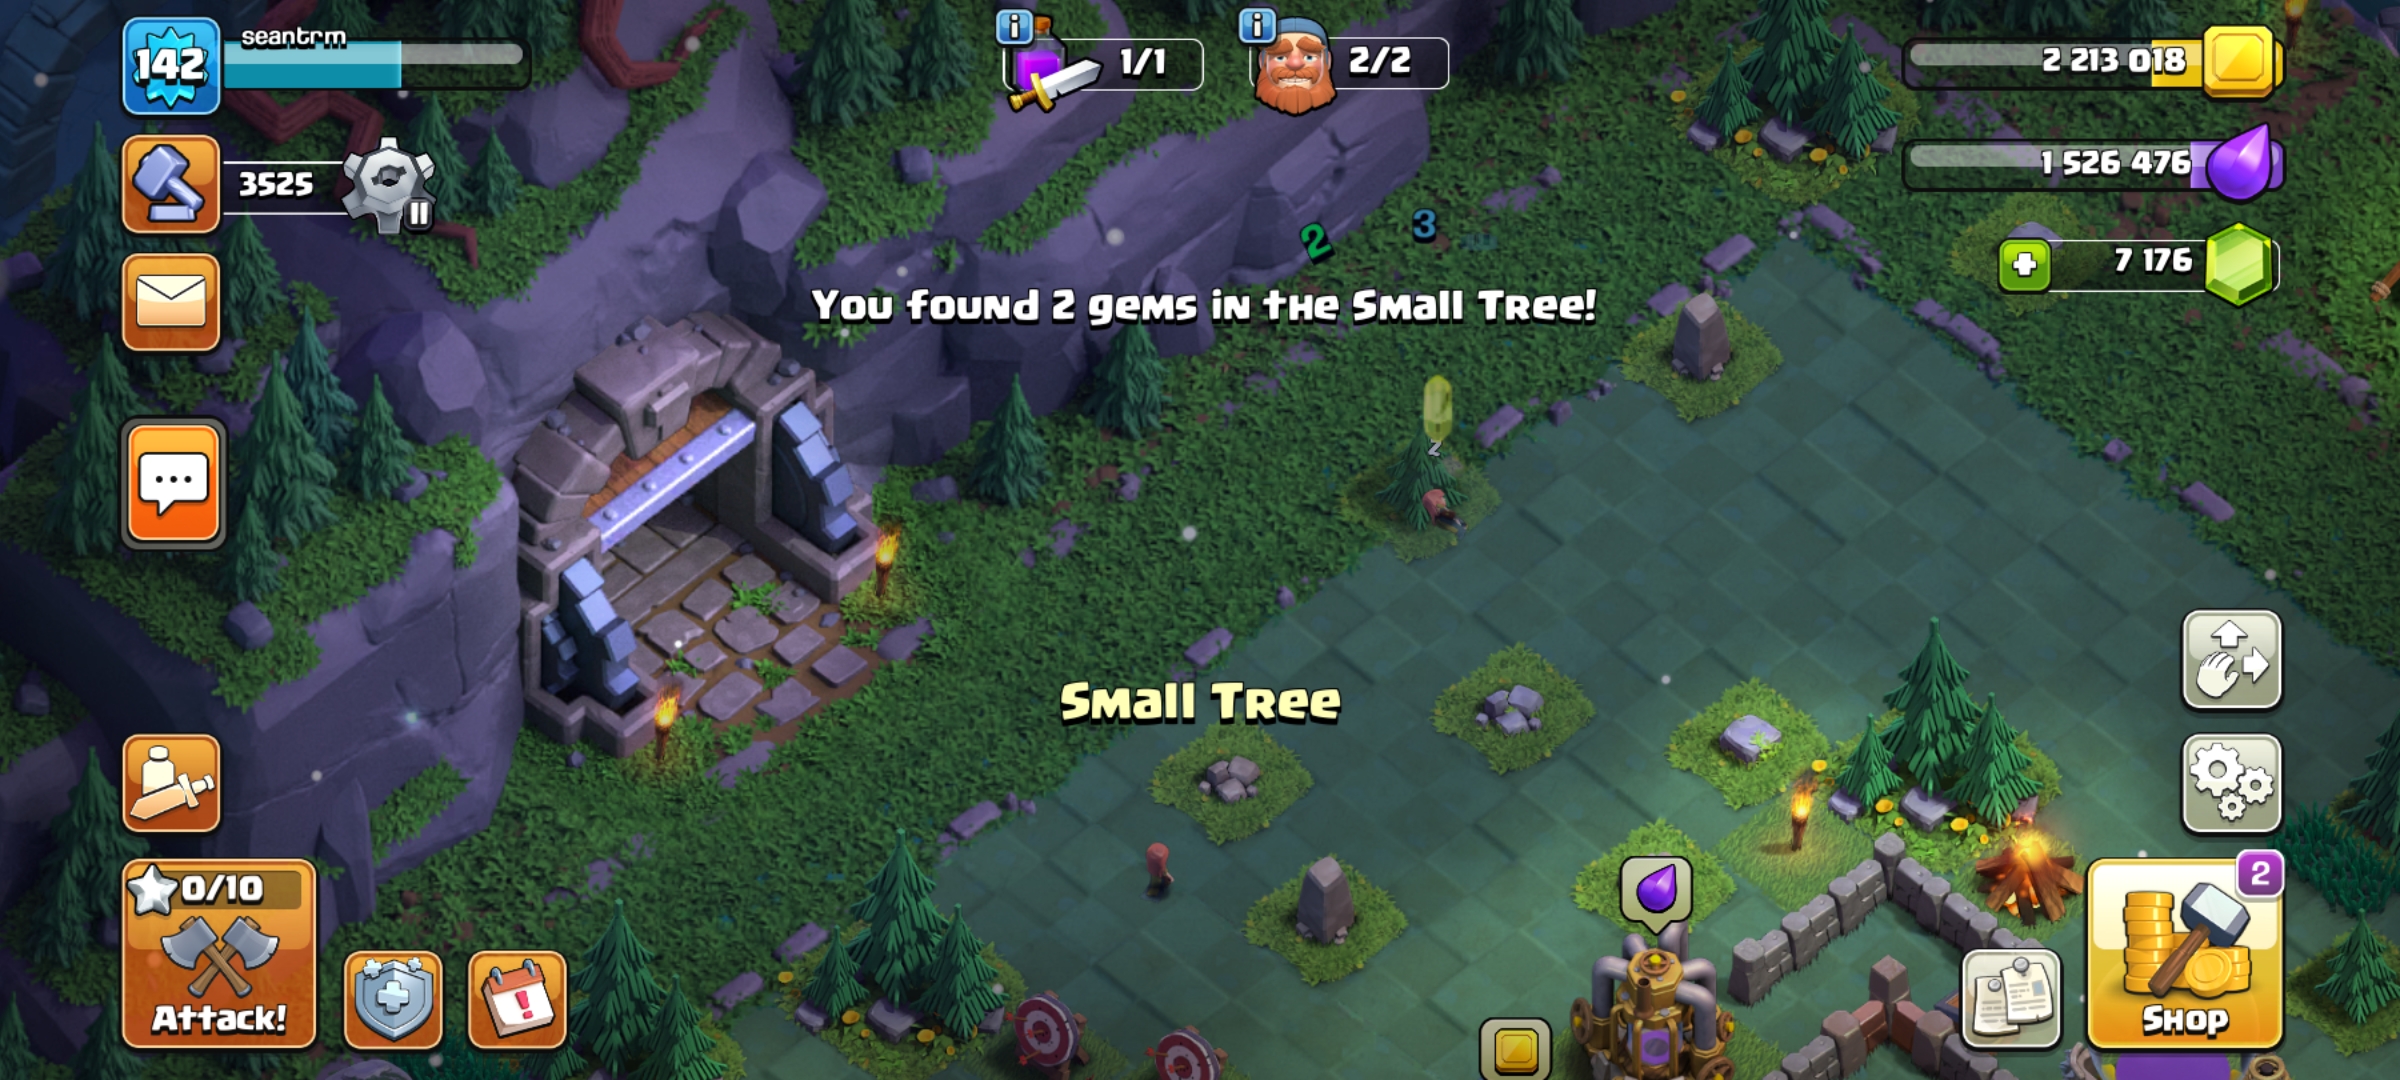 142
seantrm
1/1
2/2
2 213 018
3525
1 526 476
2
3
7 176
You found 2 gems in the Small Tree!
2
Small Tree
0/10
Attack!
2
Shop